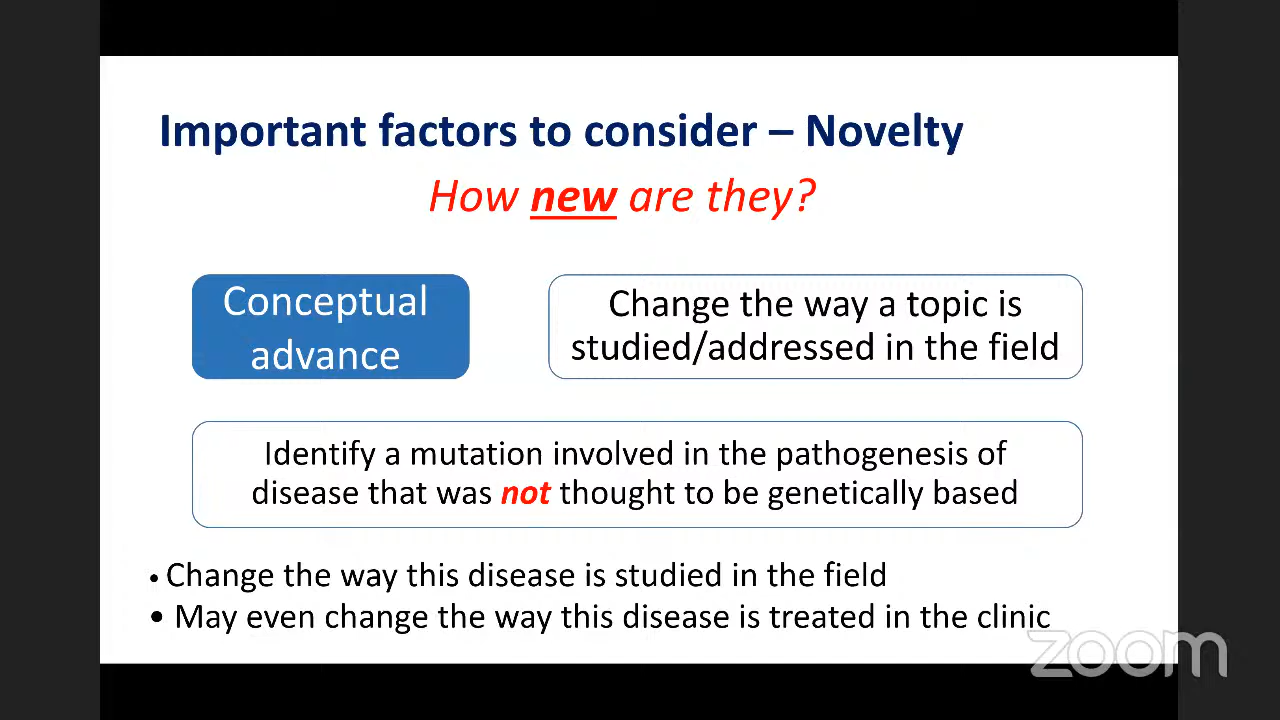 Important factors to consider – Novelty
How new are they?
Conceptual
advance
Change the way a topic is
studied/addressed in the field
Identify a mutation involved in the pathogenesis of
disease that was not thought to be genetically based
• Change the way this disease is studied in the field
• May even change the way this disease is treated in the clinic
zoom